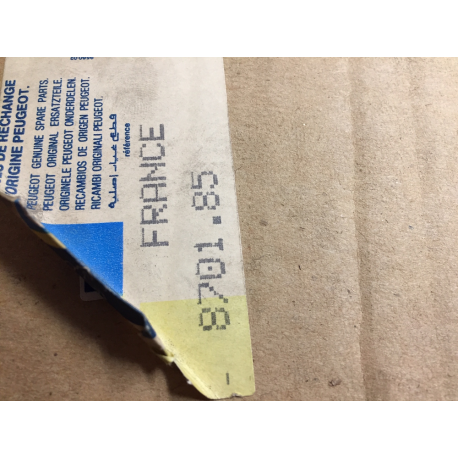 DE RECHANGE
ORIGINE PEUGEOT.
PEUGEOT GENUINE SPARE PARTS.
PEUGEOT ORIGINAL ERSATZTEILE.
ORIGINELE PEUGEOT ONDERDELEN.
RECAMBIOS DE ORIGEN PEUGEOT.
RICAMBI ORIGINALI PEUGEOT.
قطع غيار أصلية
référence
FRANCE
8701.85